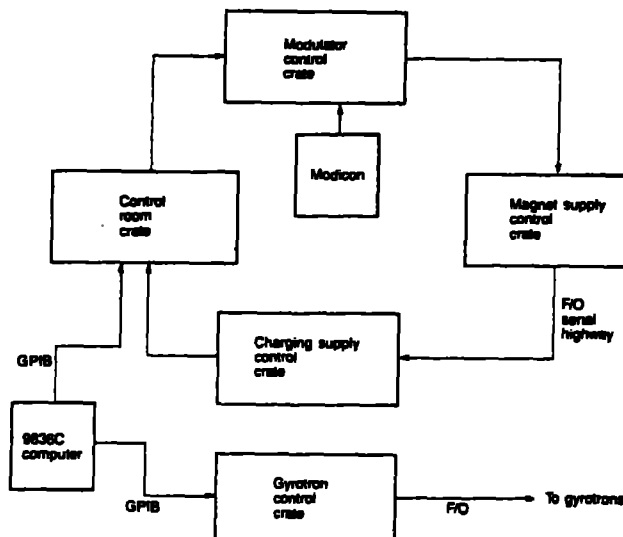 Modulator
control
crate
Modicon
Control
room
crate
Magnet supply
control
crate
F/O
serial
highway
Charging supply
control
crate
GPIB
9836C
computer
GPIB
Gyrotron
control
crate
F/O
To gyrotrons